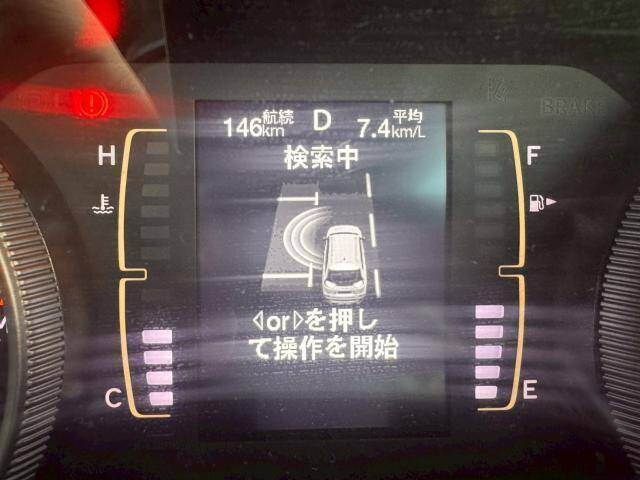 航続 平均
146km D 7.4km/L
検索中
H F
◁or▷を押し
て操作を開始
C E
BRAKE